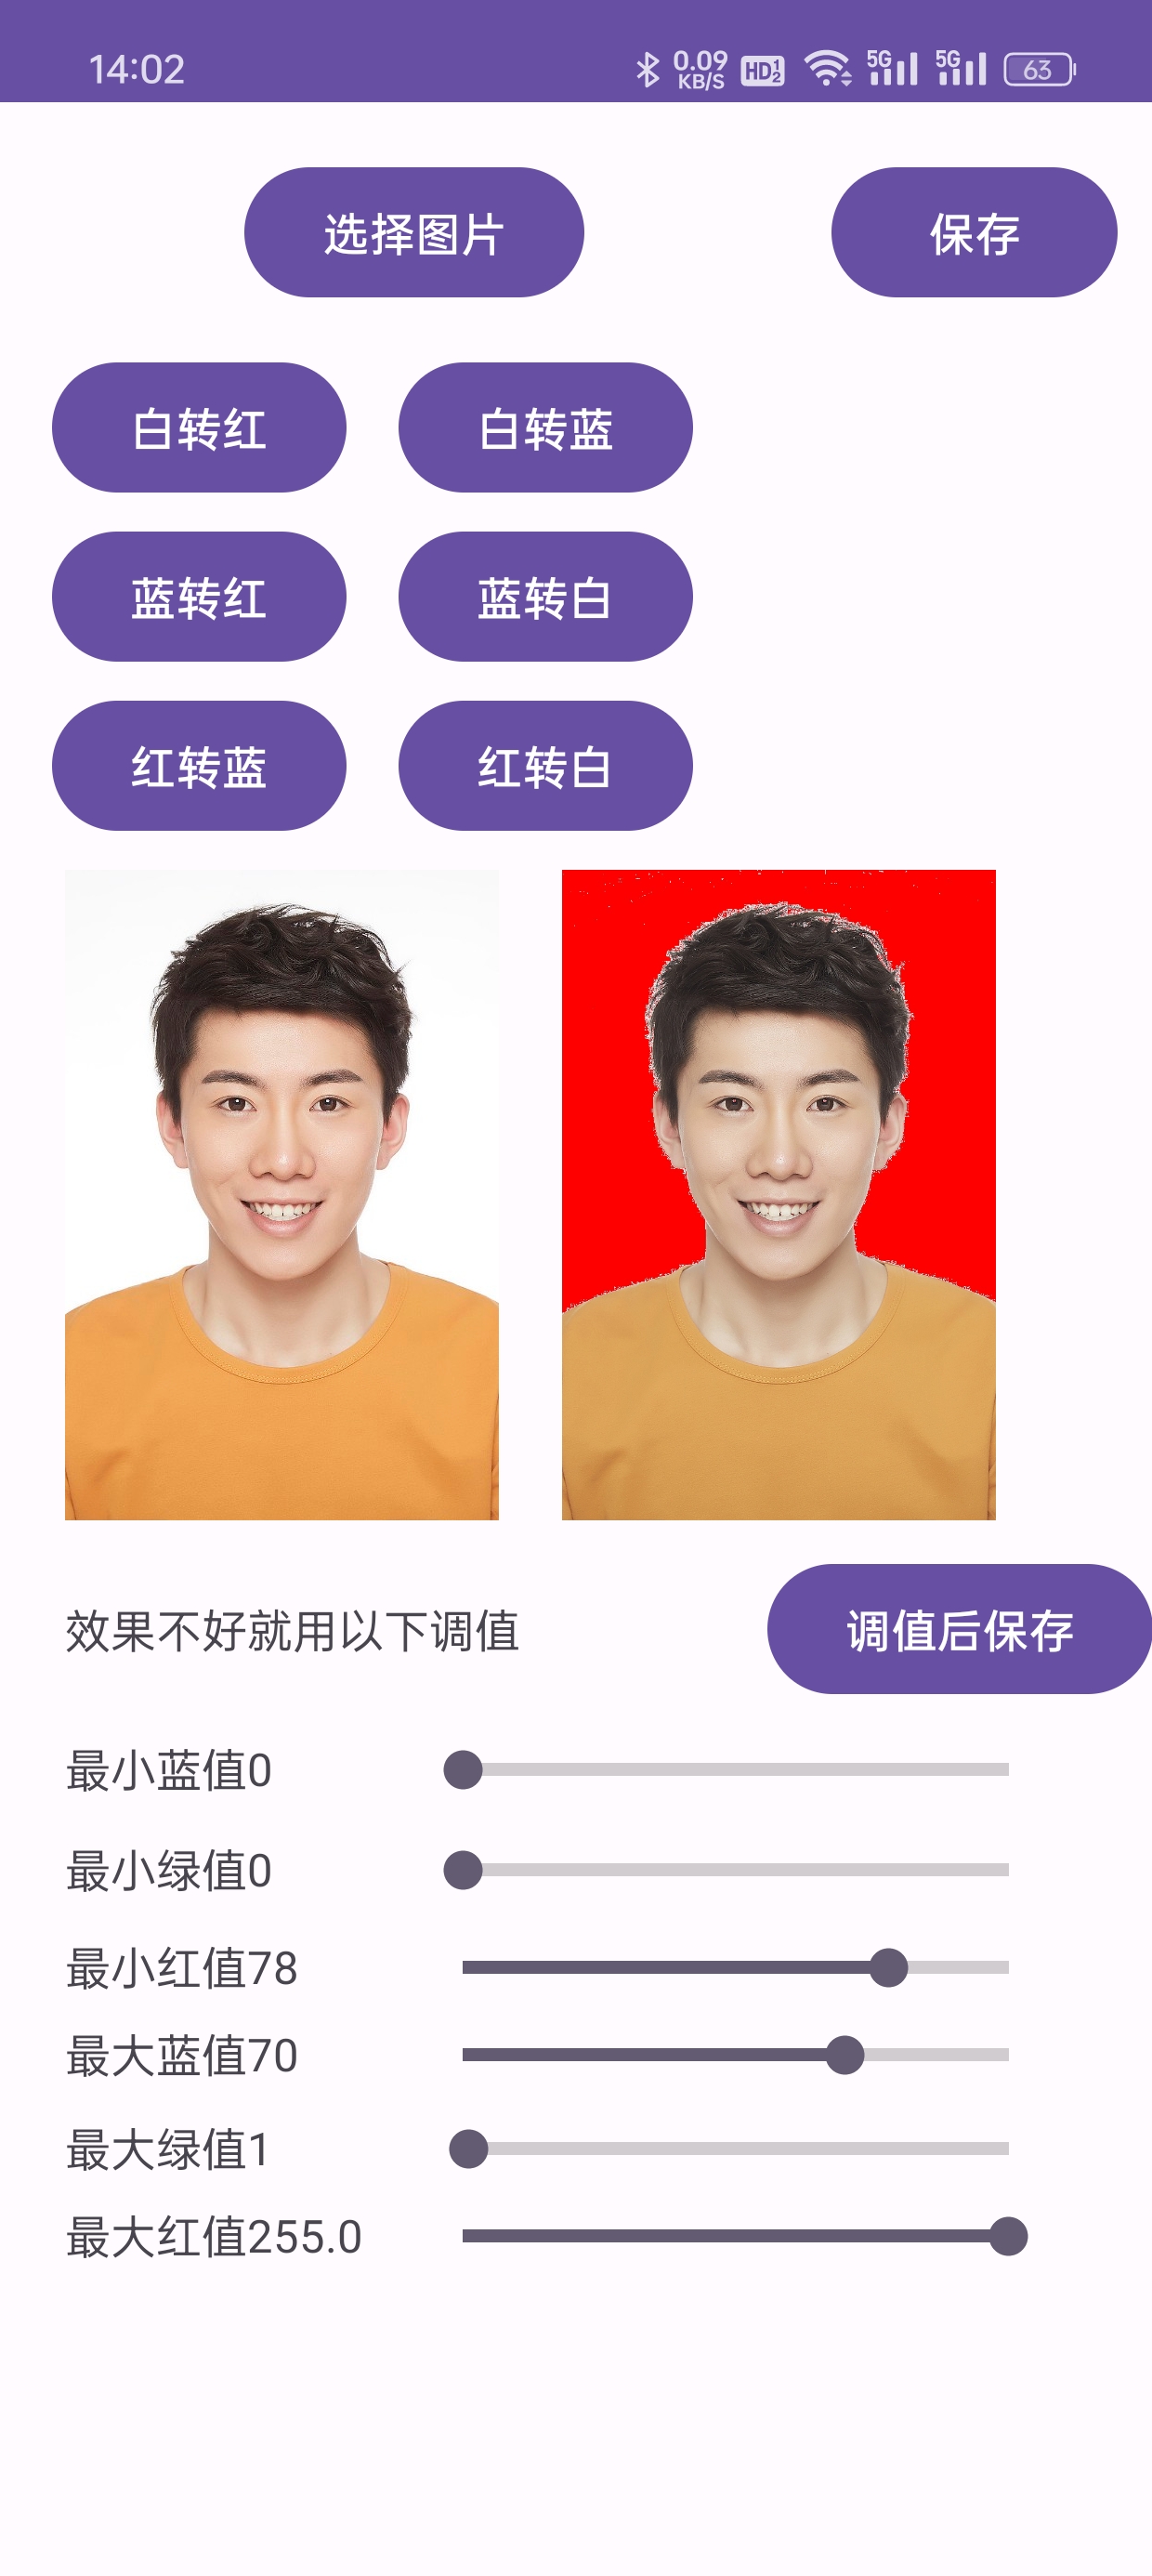 14:02 0.09 KB/S HD 1 2 5G 5G 63
选择图片 保存
白转红 白转蓝
蓝转红 蓝转白
红转蓝 红转白
效果不好就用以下调值 调值后保存
最小蓝值0
最小绿值0
最小红值78
最大蓝值70
最大绿值1
最大红值255.0